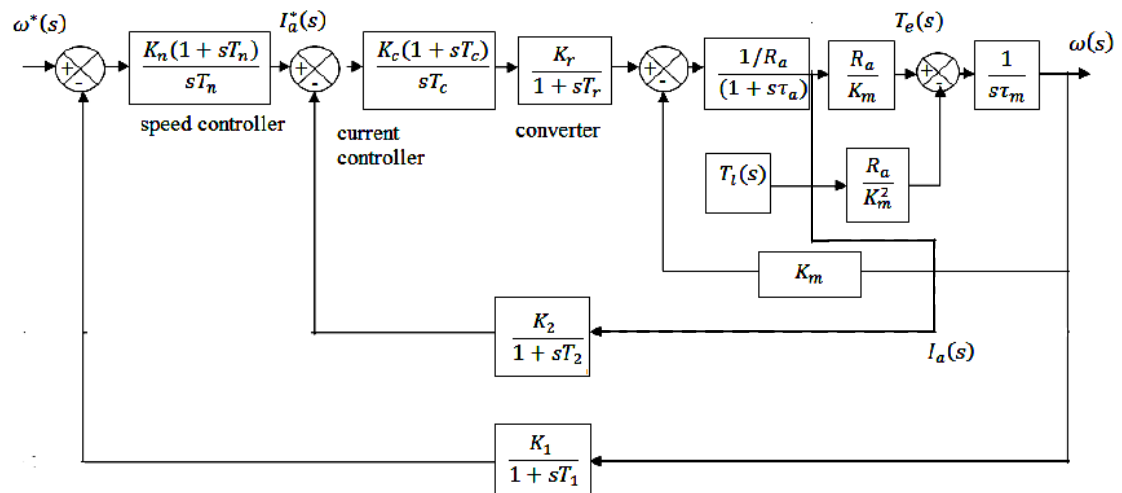 ω*(s)
I_a^*(s)
T_e(s)
ω(s)
K_n(1 + sT_n)
sT_n
K_c(1 + sT_c)
sT_c
K_r
1 + sT_r
1/R_a
(1 + sτ_a)
R_a
K_m
1
sτ_m
+
-
+
-
+
-
+
-
speed controller
current
controller
converter
T_l(s)
R_a
K_m^2
K_m
K_2
1 + sT_2
I_a(s)
K_1
1 + sT_1